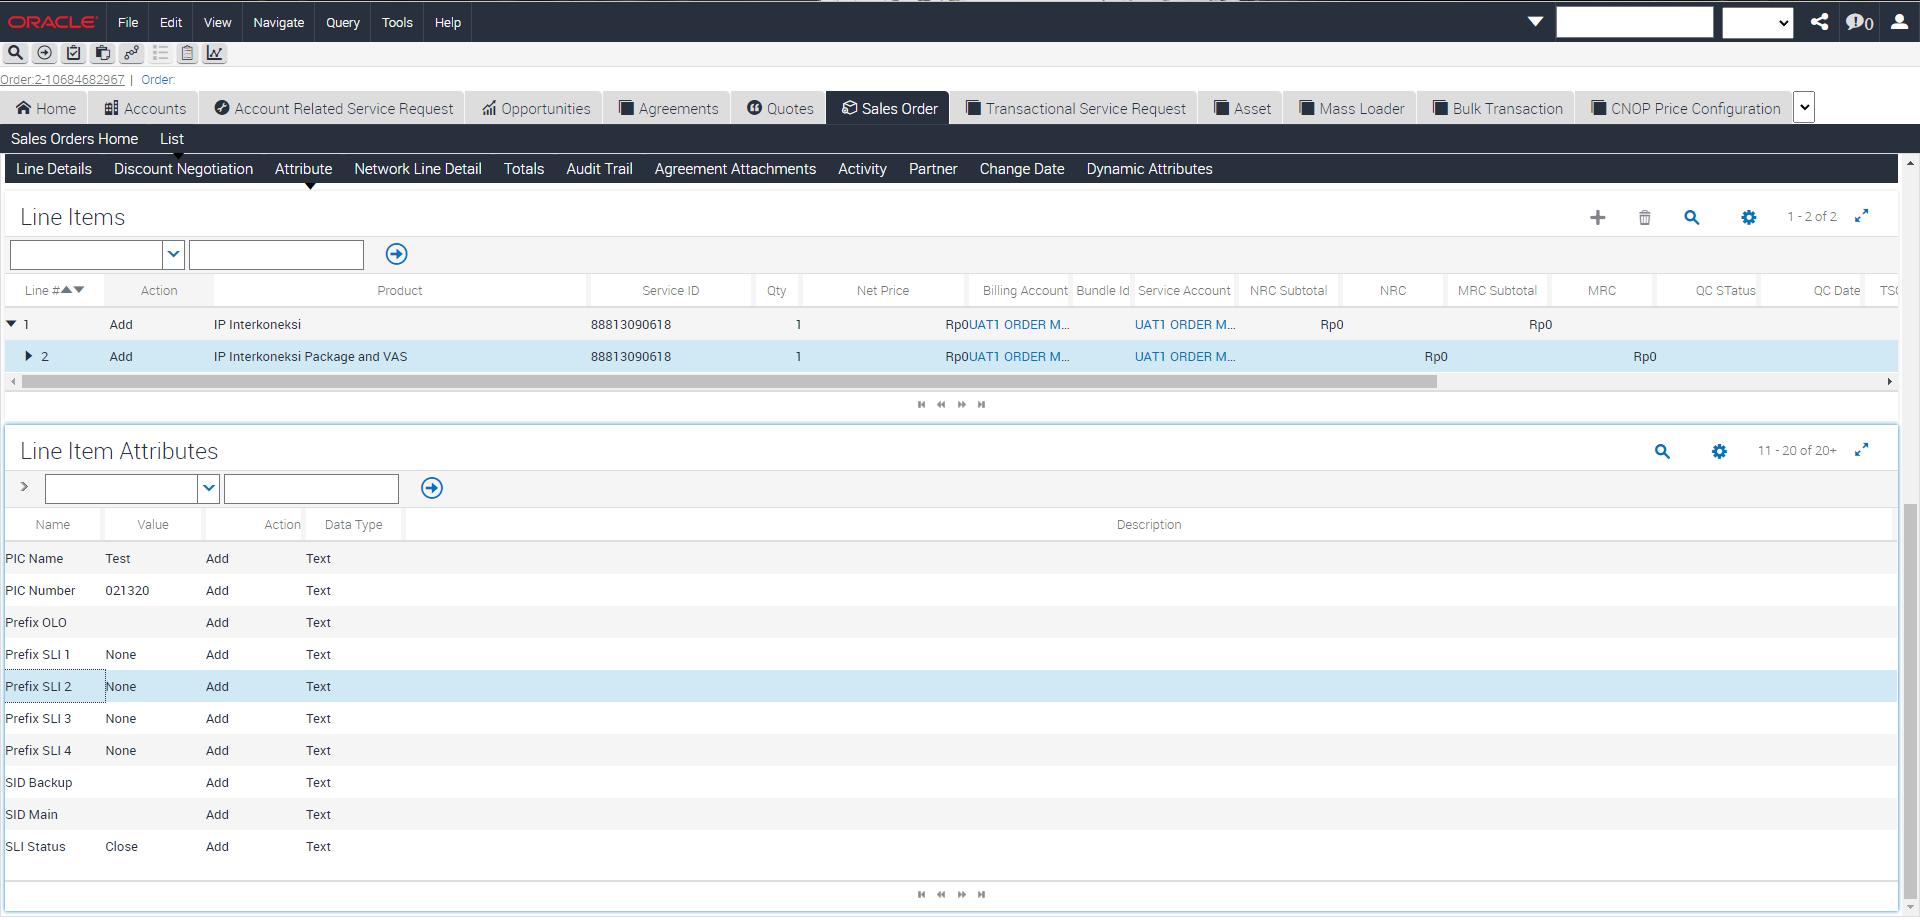 ORACLE File Edit View Navigate Query Tools Help 0
Order:2-10684682967 | Order:
Home Accounts Account Related Service Request Opportunities Agreements Quotes Sales Order Transactional Service Request Asset Mass Loader Bulk Transaction CNOP Price Configuration
Sales Orders Home List
Line Details Discount Negotiation Attribute Network Line Detail Totals Audit Trail Agreement Attachments Activity Partner Change Date Dynamic Attributes
Line Items 1 - 2 of 2
Line # Action Product Service ID Qty Net Price Billing Account Bundle Id Service Account NRC Subtotal NRC MRC Subtotal MRC QC STatus QC Date TSQ
1 Add IP Interkoneksi 88813090618 1 Rp0 UAT1 ORDER M... UAT1 ORDER M... Rp0 Rp0
2 Add IP Interkoneksi Package and VAS 88813090618 1 Rp0 UAT1 ORDER M... UAT1 ORDER M... Rp0 Rp0
Line Item Attributes 11 - 20 of 20+
Name Value Action Data Type Description
PIC Name Test Add Text
PIC Number 021320 Add Text
Prefix OLO Add Text
Prefix SLI 1 None Add Text
Prefix SLI 2 None Add Text
Prefix SLI 3 None Add Text
Prefix SLI 4 None Add Text
SID Backup Add Text
SID Main Add Text
SLI Status Close Add Text